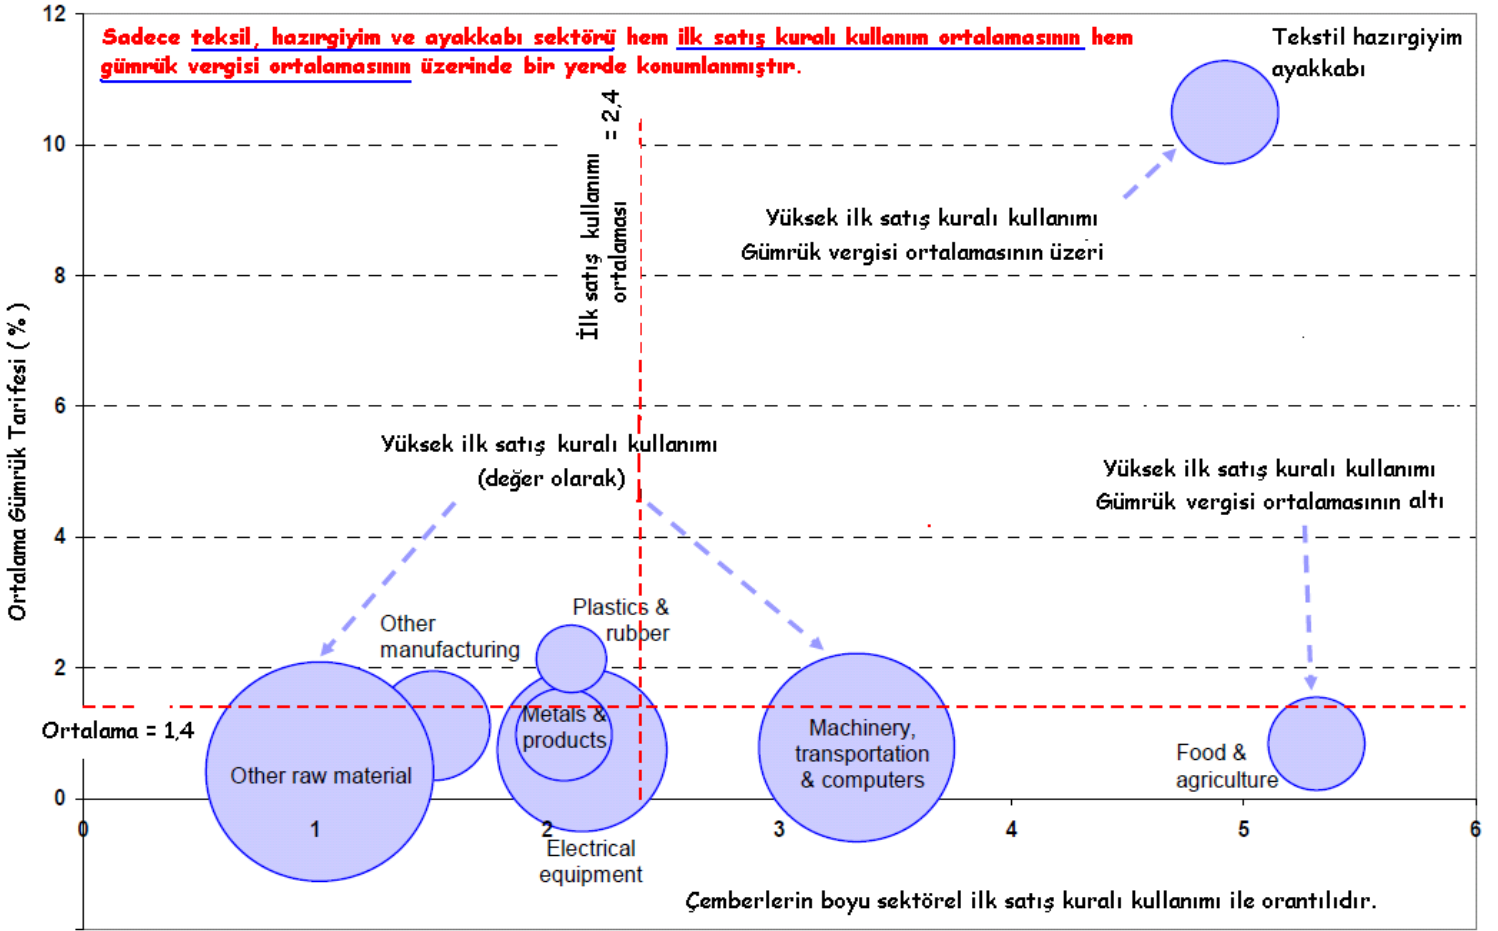 12
Sadece teksil, hazırgiyim ve ayakkabı sektörü hem ilk satış kuralı kullanım ortalamasının hem
gümrük vergisi ortalamasının üzerinde bir yerde konumlanmıştır.
Tekstil hazırgiyim
ayakkabı
İlk satış kullanımı
ortalaması = 2,4
10
Yüksek ilk satış kuralı kullanımı
Gümrük vergisi ortalamasının üzeri
8
Ortalama Gümrük Tarifesi ( % )
6
Yüksek ilk satış kuralı kullanımı
(değer olarak)
Yüksek ilk satış kuralı kullanımı
Gümrük vergisi ortalamasının altı
4
Other
manufacturing
Plastics &
rubber
2
Ortalama = 1,4
Other raw material
Metals &
products
Machinery,
transportation
& computers
Food &
agriculture
0
0 1 2 3 4 5 6
Electrical
equipment
Çemberlerin boyu sektörel ilk satış kuralı kullanımı ile orantılıdır.